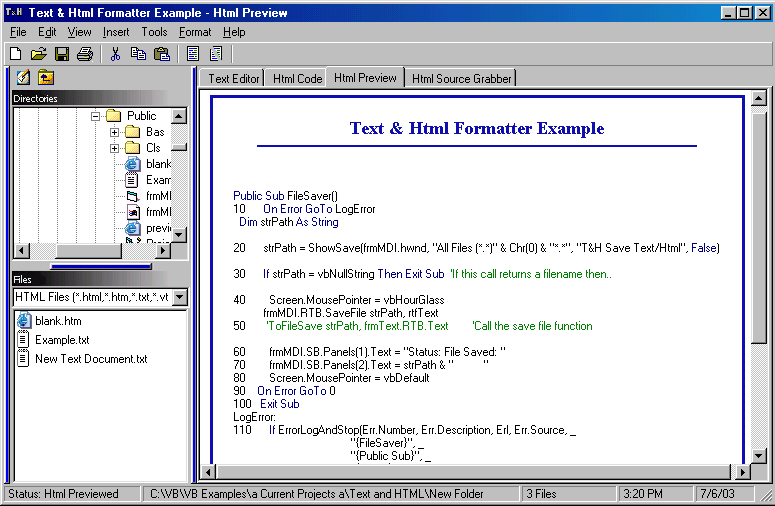 T&H Text & Html Formatter Example - Html Preview
File Edit View Insert Tools Format Help
Text Editor Html Code Html Preview Html Source Grabber
Directories
Public
Bas
Cls
blank
Exam
frmMI
frmMI
previe
Files
HTML Files (*.html,*.htm,*.txt,*.vt
blank.htm
Example.txt
New Text Document.txt
Text & Html Formatter Example
Public Sub FileSaver()
10 On Error GoTo LogError
Dim strPath As String
20 strPath = ShowSave(frmMDI.hwnd, "All Files (*.*)" & Chr(0) & "*.*", "T&H Save Text/Html", False)
30 If strPath = vbNullString Then Exit Sub 'If this call returns a filename then..
40 Screen.MousePointer = vbHourGlass
frmMDI.RTB.SaveFile strPath, rtfText
50 'ToFileSave strPath, frmText.RTB.Text 'Call the save file function
60 frmMDI.SB.Panels(1).Text = "Status: File Saved: "
70 frmMDI.SB.Panels(2).Text = strPath & " "
80 Screen.MousePointer = vbDefault
90 On Error GoTo 0
100 Exit Sub
LogError:
110 If ErrorLogAndStop(Err.Number, Err.Description, Erl, Err.Source, _
"{FileSaver}", _
"{Public Sub}", _
Status: Html Previewed C:\VB\VB Examples\a Current Projects a\Text and HTML\New Folder 3 Files 3:20 PM 7/6/03